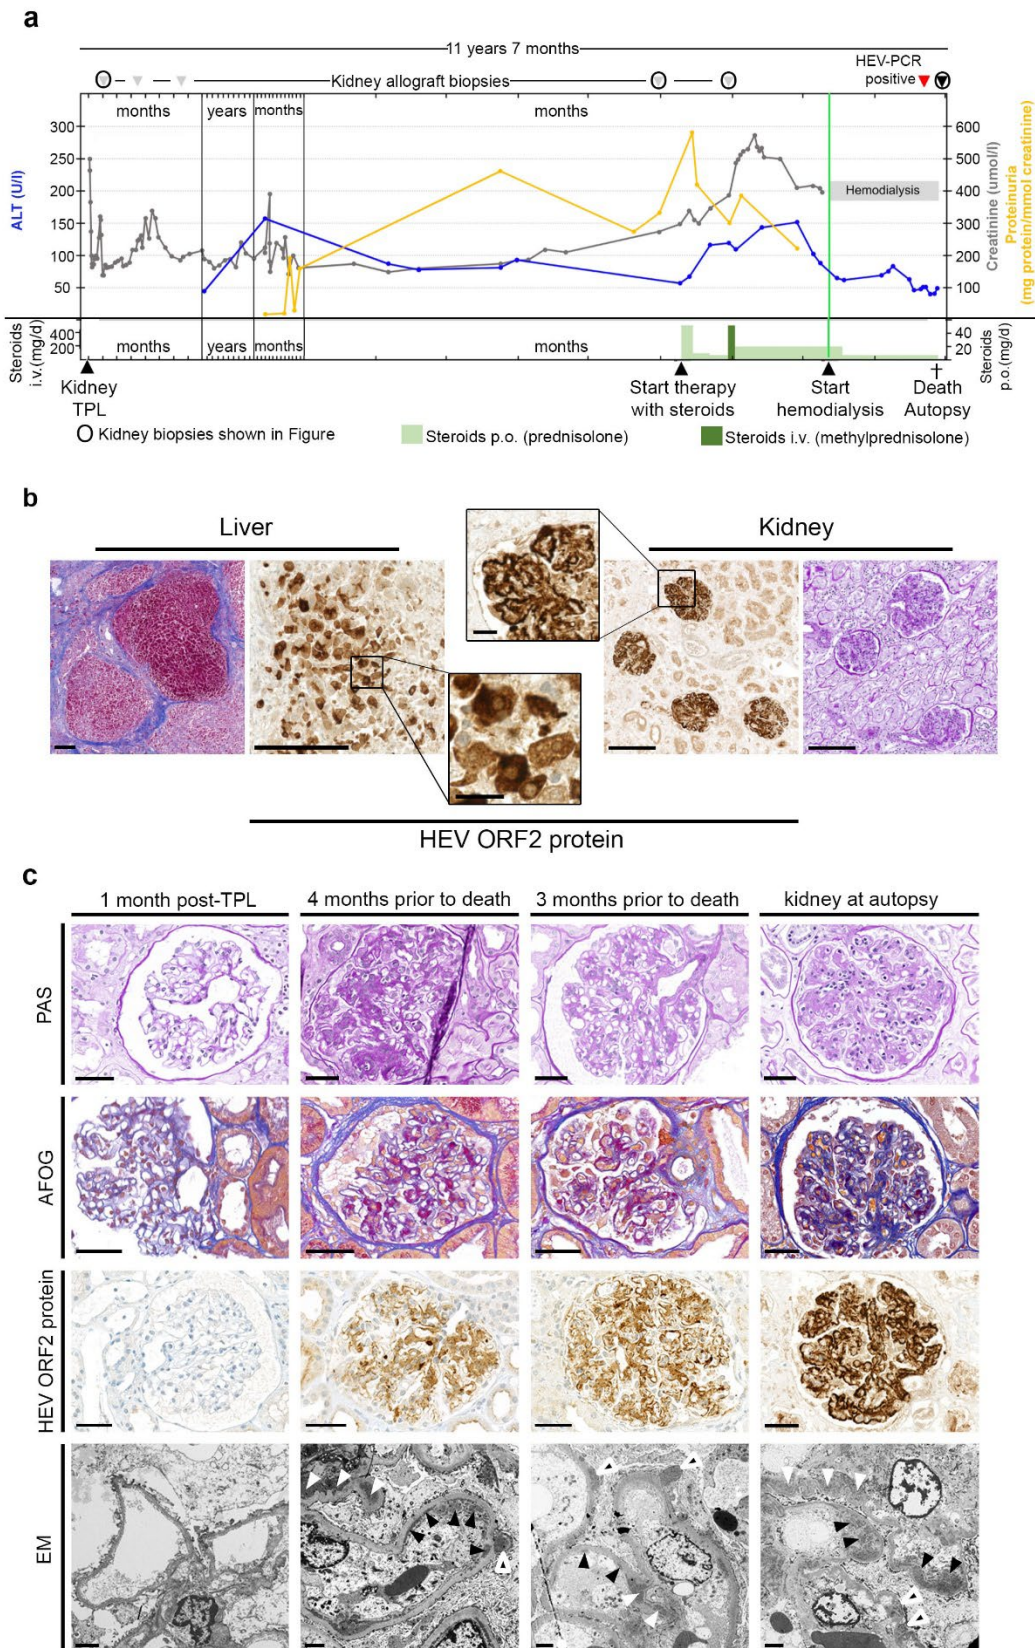 a
11 years 7 months
HEV-PCR
positive
Kidney allograft biopsies
months
years
months
months
300
250
200
150
100
50
ALT (U/l)
600
500
400
300
200
100
Creatinine (umol/l)
Proteinuria
(mg protein/mmol creatinine)
Hemodialysis
Steroids
i.v.(mg/d)
400
200
months
years
months
months
40
20
Steroids
p.o.(mg/d)
Kidney
TPL
Start therapy
with steroids
Start
hemodialysis
Death
Autopsy
Kidney biopsies shown in Figure
Steroids p.o. (prednisolone)
Steroids i.v. (methylprednisolone)
b
Liver
Kidney
HEV ORF2 protein
c
1 month post-TPL
4 months prior to death
3 months prior to death
kidney at autopsy
PAS
AFOG
HEV ORF2 protein
EM